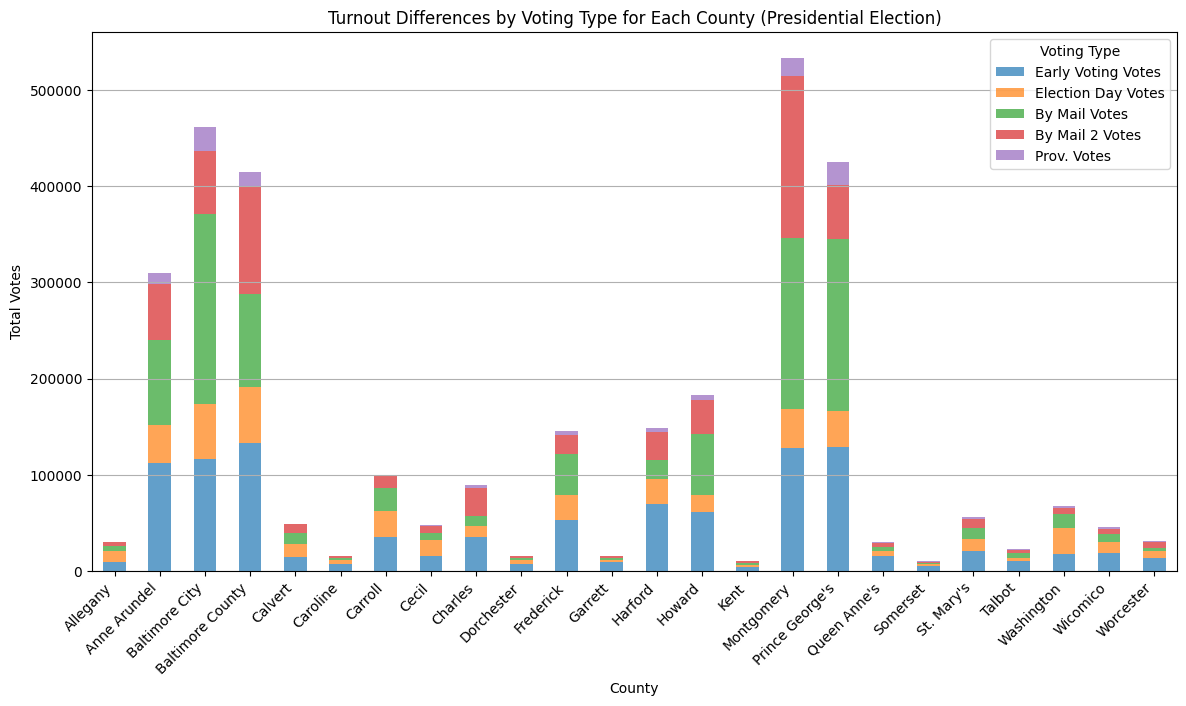 Turnout Differences by Voting Type for Each County (Presidential Election)
Voting Type
Early Voting Votes
Election Day Votes
By Mail Votes
By Mail 2 Votes
Prov. Votes
Total Votes
500000
400000
300000
200000
100000
0
Allegany
Anne Arundel
Baltimore City
Baltimore County
Calvert
Caroline
Carroll
Cecil
Charles
Dorchester
Frederick
Garrett
Harford
Howard
Kent
Montgomery
Prince George's
Queen Anne's
Somerset
St. Mary's
Talbot
Washington
Wicomico
Worcester
County